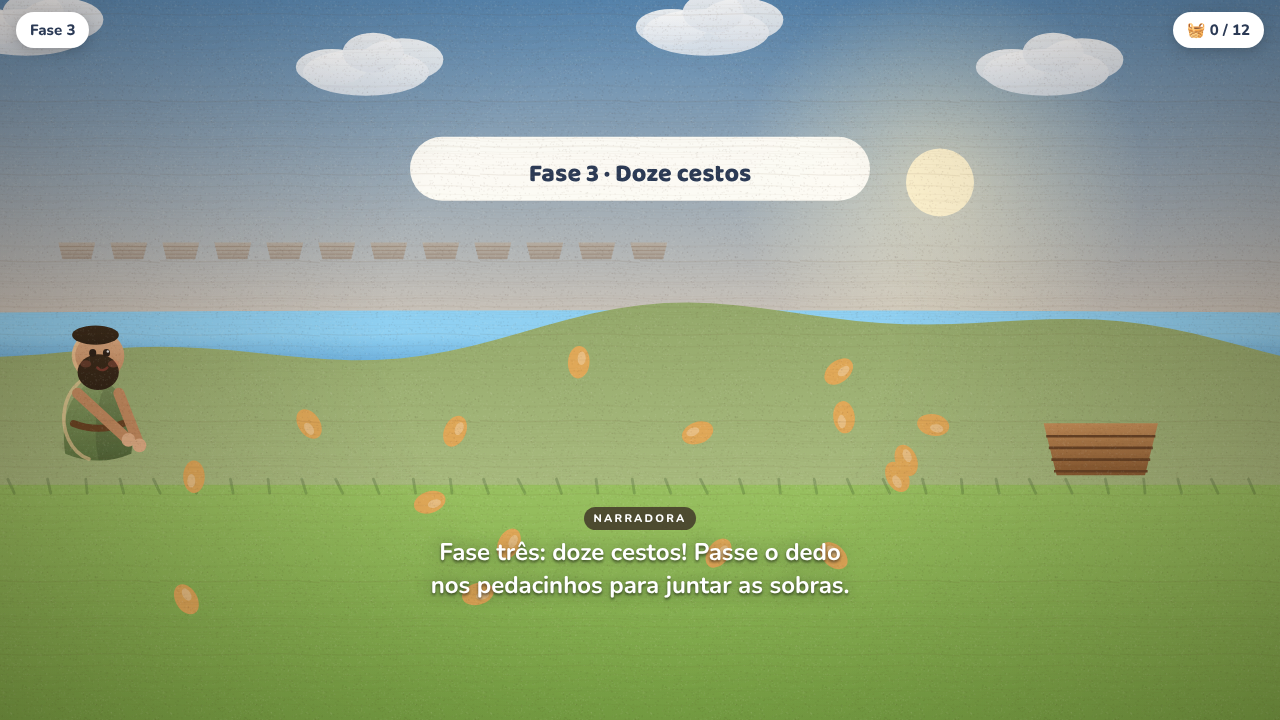 Fase 3
0 / 12
Fase 3 · Doze cestos
NARRADORA
Fase três: doze cestos! Passe o dedo
nos pedacinhos para juntar as sobras.